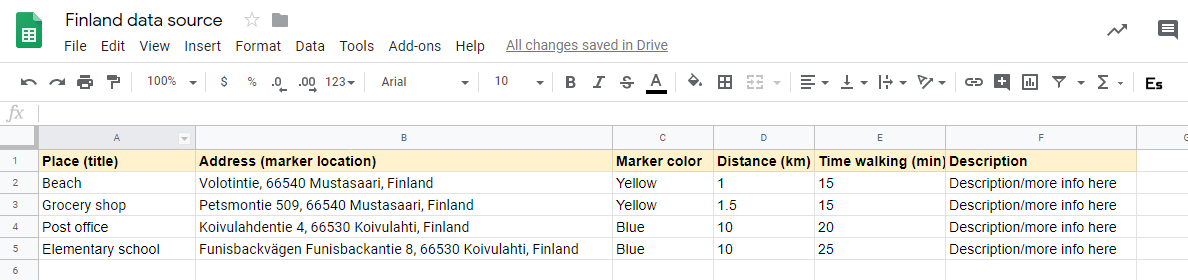 Finland data source
File Edit View Insert Format Data Tools Add-ons Help All changes saved in Drive
100% $ % .0 .00 123 Arial 10 B I S A Σ Es
fx
A B C D E F G
1 Place (title) Address (marker location) Marker color Distance (km) Time walking (min) Description
2 Beach Volotintie, 66540 Mustasaari, Finland Yellow 1 15 Description/more info here
3 Grocery shop Petsmontie 509, 66540 Mustasaari, Finland Yellow 1.5 15 Description/more info here
4 Post office Koivulahdentie 4, 66530 Koivulahti, Finland Blue 10 20 Description/more info here
5 Elementary school Funisbackvägen Funisbackantie 8, 66530 Koivulahti, Finland Blue 10 25 Description/more info here
6